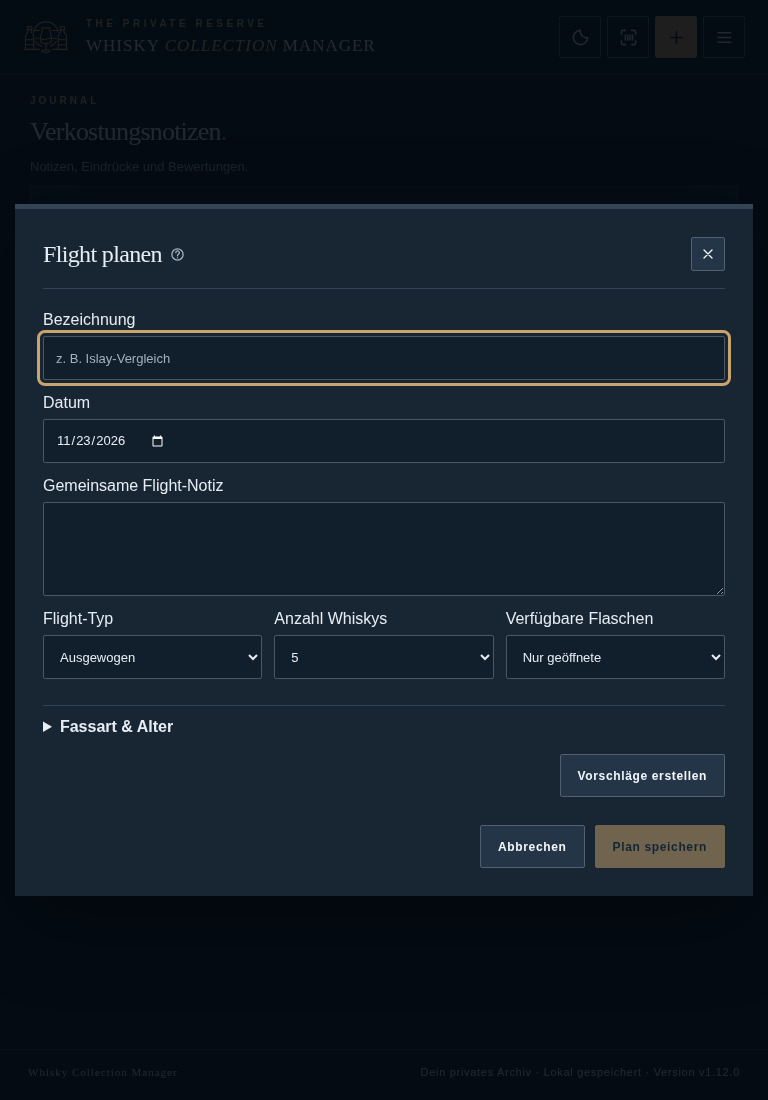 THE PRIVATE RESERVE
WHISKY COLLECTION MANAGER
JOURNAL
Verkostungsnotizen.
Notizen, Eindrücke und Bewertungen.
Flight planen
Bezeichnung
z. B. Islay-Vergleich
Datum
11/23/2026
Gemeinsame Flight-Notiz
Flight-Typ Anzahl Whiskys Verfügbare Flaschen
Ausgewogen 5 Nur geöffnete
Fassart & Alter
Vorschläge erstellen
Abbrechen Plan speichern
Whisky Collection Manager Dein privates Archiv · Lokal gespeichert · Version v1.12.0